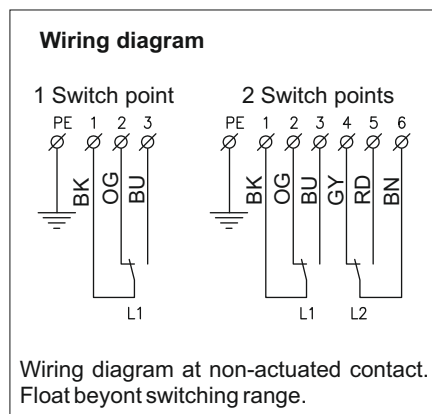 Wiring diagram
1 Switch point
2 Switch points
PE 1 2 3
PE 1 2 3 4 5 6
BK OG BU
BK OG BU GY RD BN
L1
L1 L2
Wiring diagram at non-actuated contact.
Float beyont switching range.